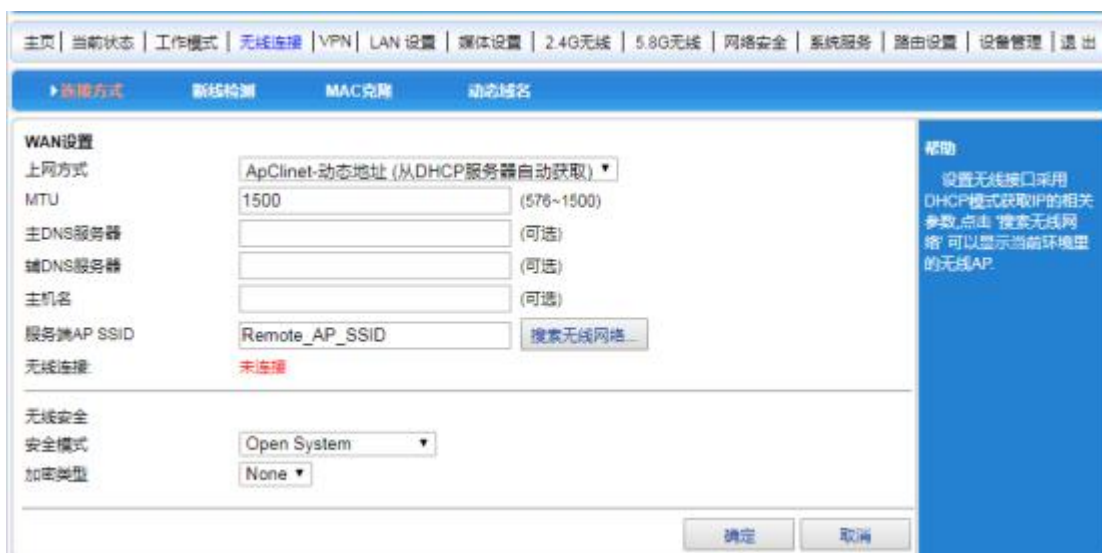 主页 | 当前状态 | 工作模式 | 无线连接 | VPN | LAN 设置 | 媒体设置 | 2.4G无线 | 5.8G无线 | 网络安全 | 系统服务 | 路由设置 | 设备管理 | 退 出
连接方式 断线检测 MAC克隆 动态域名
WAN设置
上网方式 ApClinet-动态地址 (从DHCP服务器自动获取)
MTU 1500 (576~1500)
主DNS服务器 (可选)
辅DNS服务器 (可选)
主机名 (可选)
服务端AP SSID Remote_AP_SSID 搜索无线网络...
无线连接: 未连接
无线安全
安全模式 Open System
加密类型 None
确定 取消
帮助
设置无线接口采用
DHCP模式获取IP的相关
参数,点击 '搜索无线网
络' 可以显示当前环境里
的无线AP.